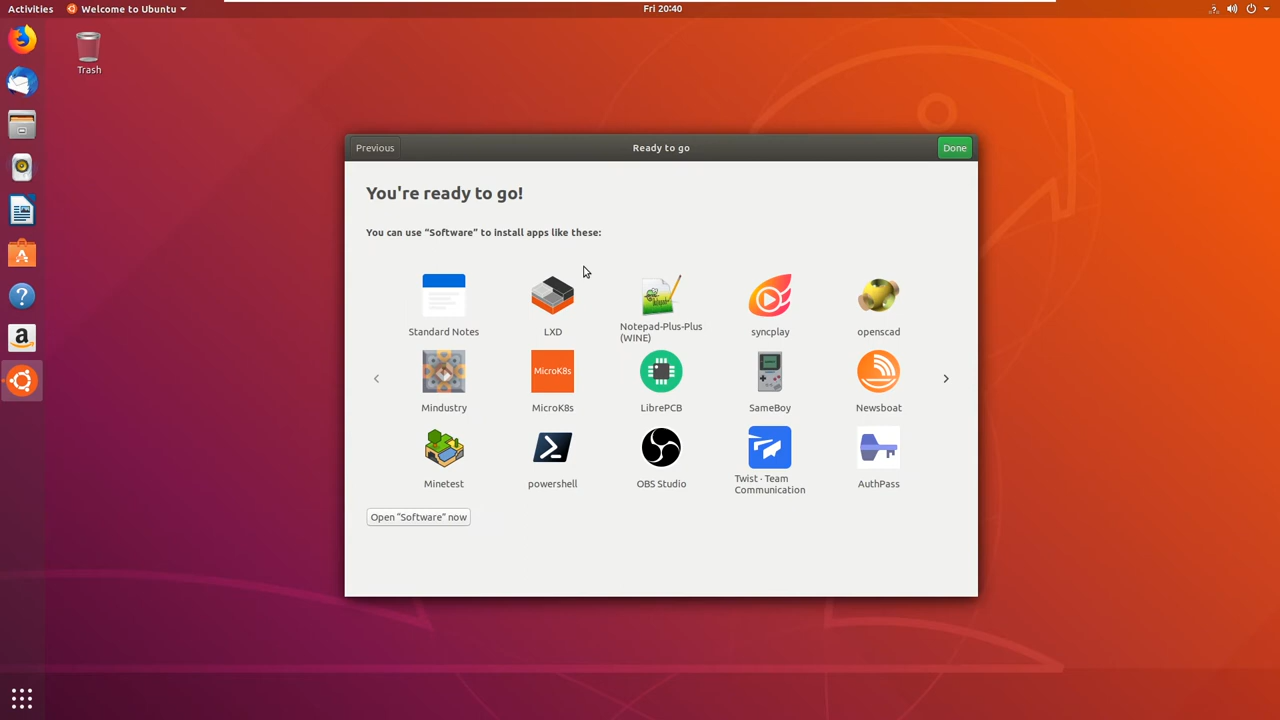 Activities
Welcome to Ubuntu
Fri 20:40
?
Trash
a
Previous
Ready to go
Done
You're ready to go!
You can use “Software” to install apps like these:
Standard Notes
LXD
Notepad-Plus-Plus
(WINE)
syncplay
openscad
MicroK8s
Mindustry
MicroK8s
LibrePCB
SameBoy
Newsboat
Minetest
powershell
OBS Studio
Twist · Team
Communication
AuthPass
Open “Software” now